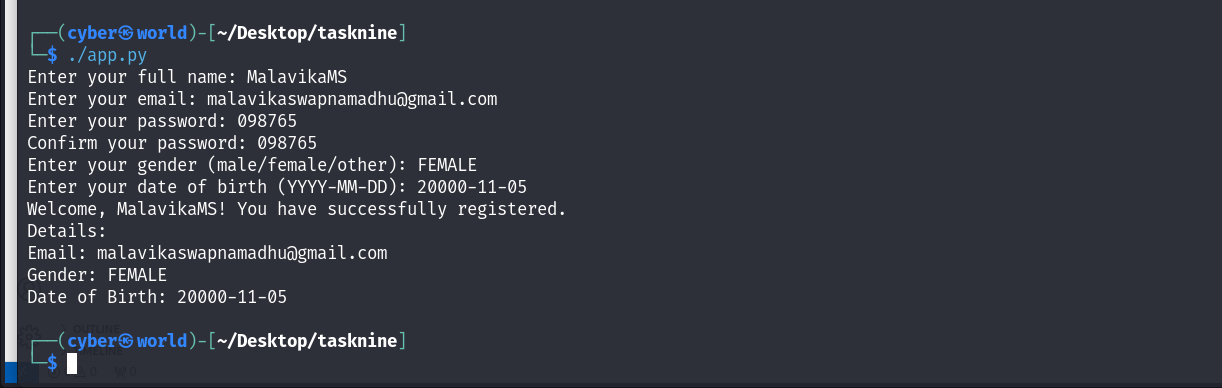 ┌──(cyber㉿world)-[~/Desktop/tasknine]
└─$ ./app.py
Enter your full name: MalavikaMS
Enter your email: malavikaswapnamadhu@gmail.com
Enter your password: 098765
Confirm your password: 098765
Enter your gender (male/female/other): FEMALE
Enter your date of birth (YYYY-MM-DD): 20000-11-05
Welcome, MalavikaMS! You have successfully registered.
Details:
Email: malavikaswapnamadhu@gmail.com
Gender: FEMALE
Date of Birth: 20000-11-05
OUTLINE
┌──(cyber㉿world)-[~/Desktop/tasknine]
└─$